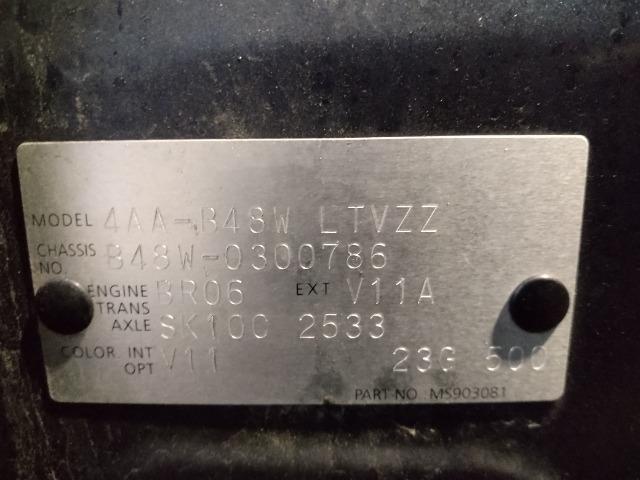 MODEL 4AA-B48W LTVZZ
CHASSIS NO. B48W-0300786
ENGINE BR06 EXT V11A
TRANS AXLE SK10C 2533
COLOR. INT OPT V11 23G 500
PART NO : MS903081